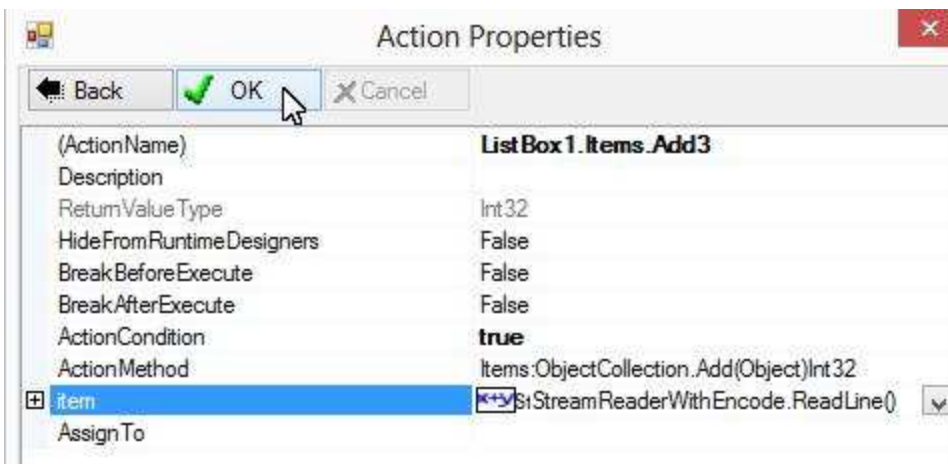 Action Properties
Back OK Cancel
(ActionName) ListBox1.Items.Add3
Description
ReturnValueType Int32
HideFromRuntimeDesigners False
BreakBeforeExecute False
BreakAfterExecute False
ActionCondition true
ActionMethod Items:ObjectCollection.Add(Object)Int32
item x+y StreamReaderWithEncode.ReadLine()
AssignTo